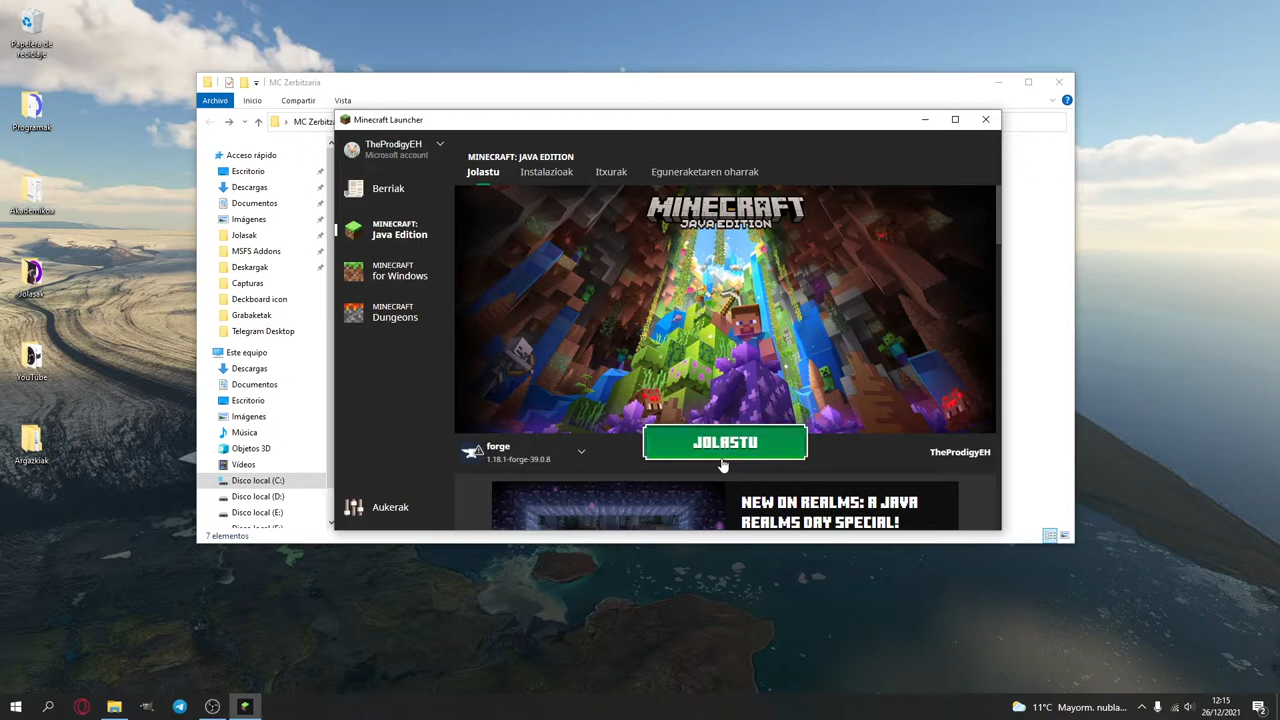 Papelera de
reciclaje
Programak
Akademikoa
Jolasak
YouTube
Argazkiak
MC Zerbitzaria
Archivo
Inicio
Compartir
Vista
MC Zerbitz
Acceso rápido
Escritorio
Descargas
Documentos
Imágenes
Jolasak
MSFS Addons
Deskargak
Capturas
Deckboard icon
Grabaketak
Telegram Desktop
Este equipo
Descargas
Documentos
Escritorio
Imágenes
Música
Objetos 3D
Vídeos
Disco local (C:)
Disco local (D:)
Disco local (E:)
7 elementos
Minecraft Launcher
TheProdigyEH
Microsoft account
Berriak
MINECRAFT:
Java Edition
MINECRAFT
for Windows
MINECRAFT
Dungeons
Aukerak
MINECRAFT: JAVA EDITION
Jolastu
Instalazioak
Itxurak
Eguneraketaren oharrak
MINECRAFT
JAVA EDITION
forge
1.18.1-forge-39.0.8
JOLASTU
TheProdigyEH
NEW ON REALMS: A JAVA
REALMS DAY SPECIAL!
11°C Mayorm. nubla...
12:15
26/12/2021
2